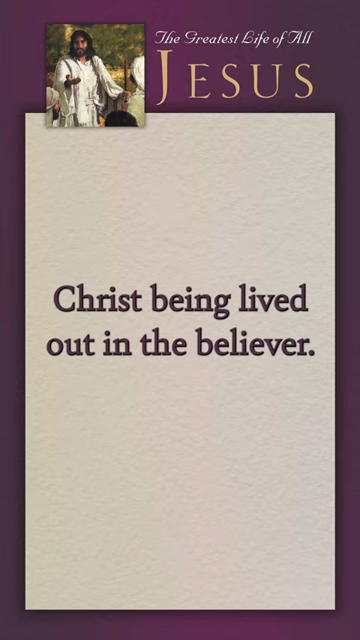 The Greatest Life of All
JESUS
Christ being lived
out in the believer.